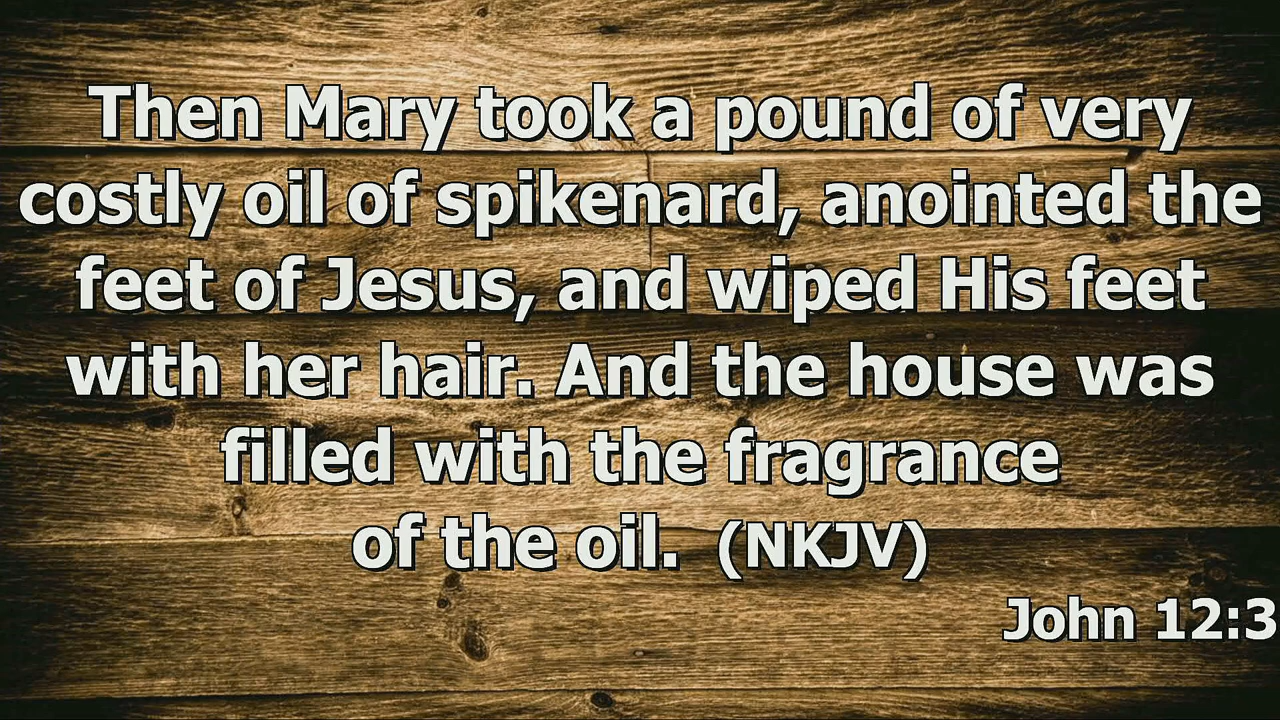 Then Mary took a pound of very
costly oil of spikenard, anointed the
feet of Jesus, and wiped His feet
with her hair. And the house was
filled with the fragrance
of the oil. (NKJV)
John 12:3